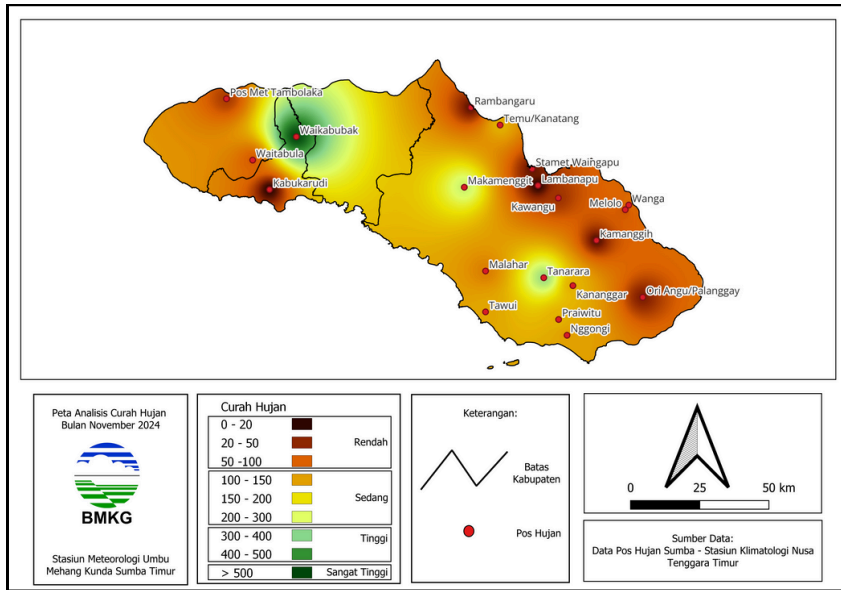 Pos Met Tambolaka
Rambangaru
Temu/Kanatang
Waikabubak
Waitabula
Stamet Waingapu
Kabukarudi
Makamenggit
Lambanapu
Kawangu
Melolo
Wanga
Kamanggih
Malahar
Tanarara
Kananggar
Ori Angu/Palanggay
Tawui
Praiwitu
Nggongi
Peta Analisis Curah Hujan
Bulan November 2024
BMKG
Stasiun Meteorologi Umbu
Mehang Kunda Sumba Timur
Curah Hujan
0 - 20
20 - 50 Rendah
50 -100
100 - 150
150 - 200 Sedang
200 - 300
300 - 400 Tinggi
400 - 500
> 500 Sangat Tinggi
Keterangan:
Batas
Kabupaten
Pos Hujan
0 25 50 km
Sumber Data:
Data Pos Hujan Sumba - Stasiun Klimatologi Nusa
Tenggara Timur